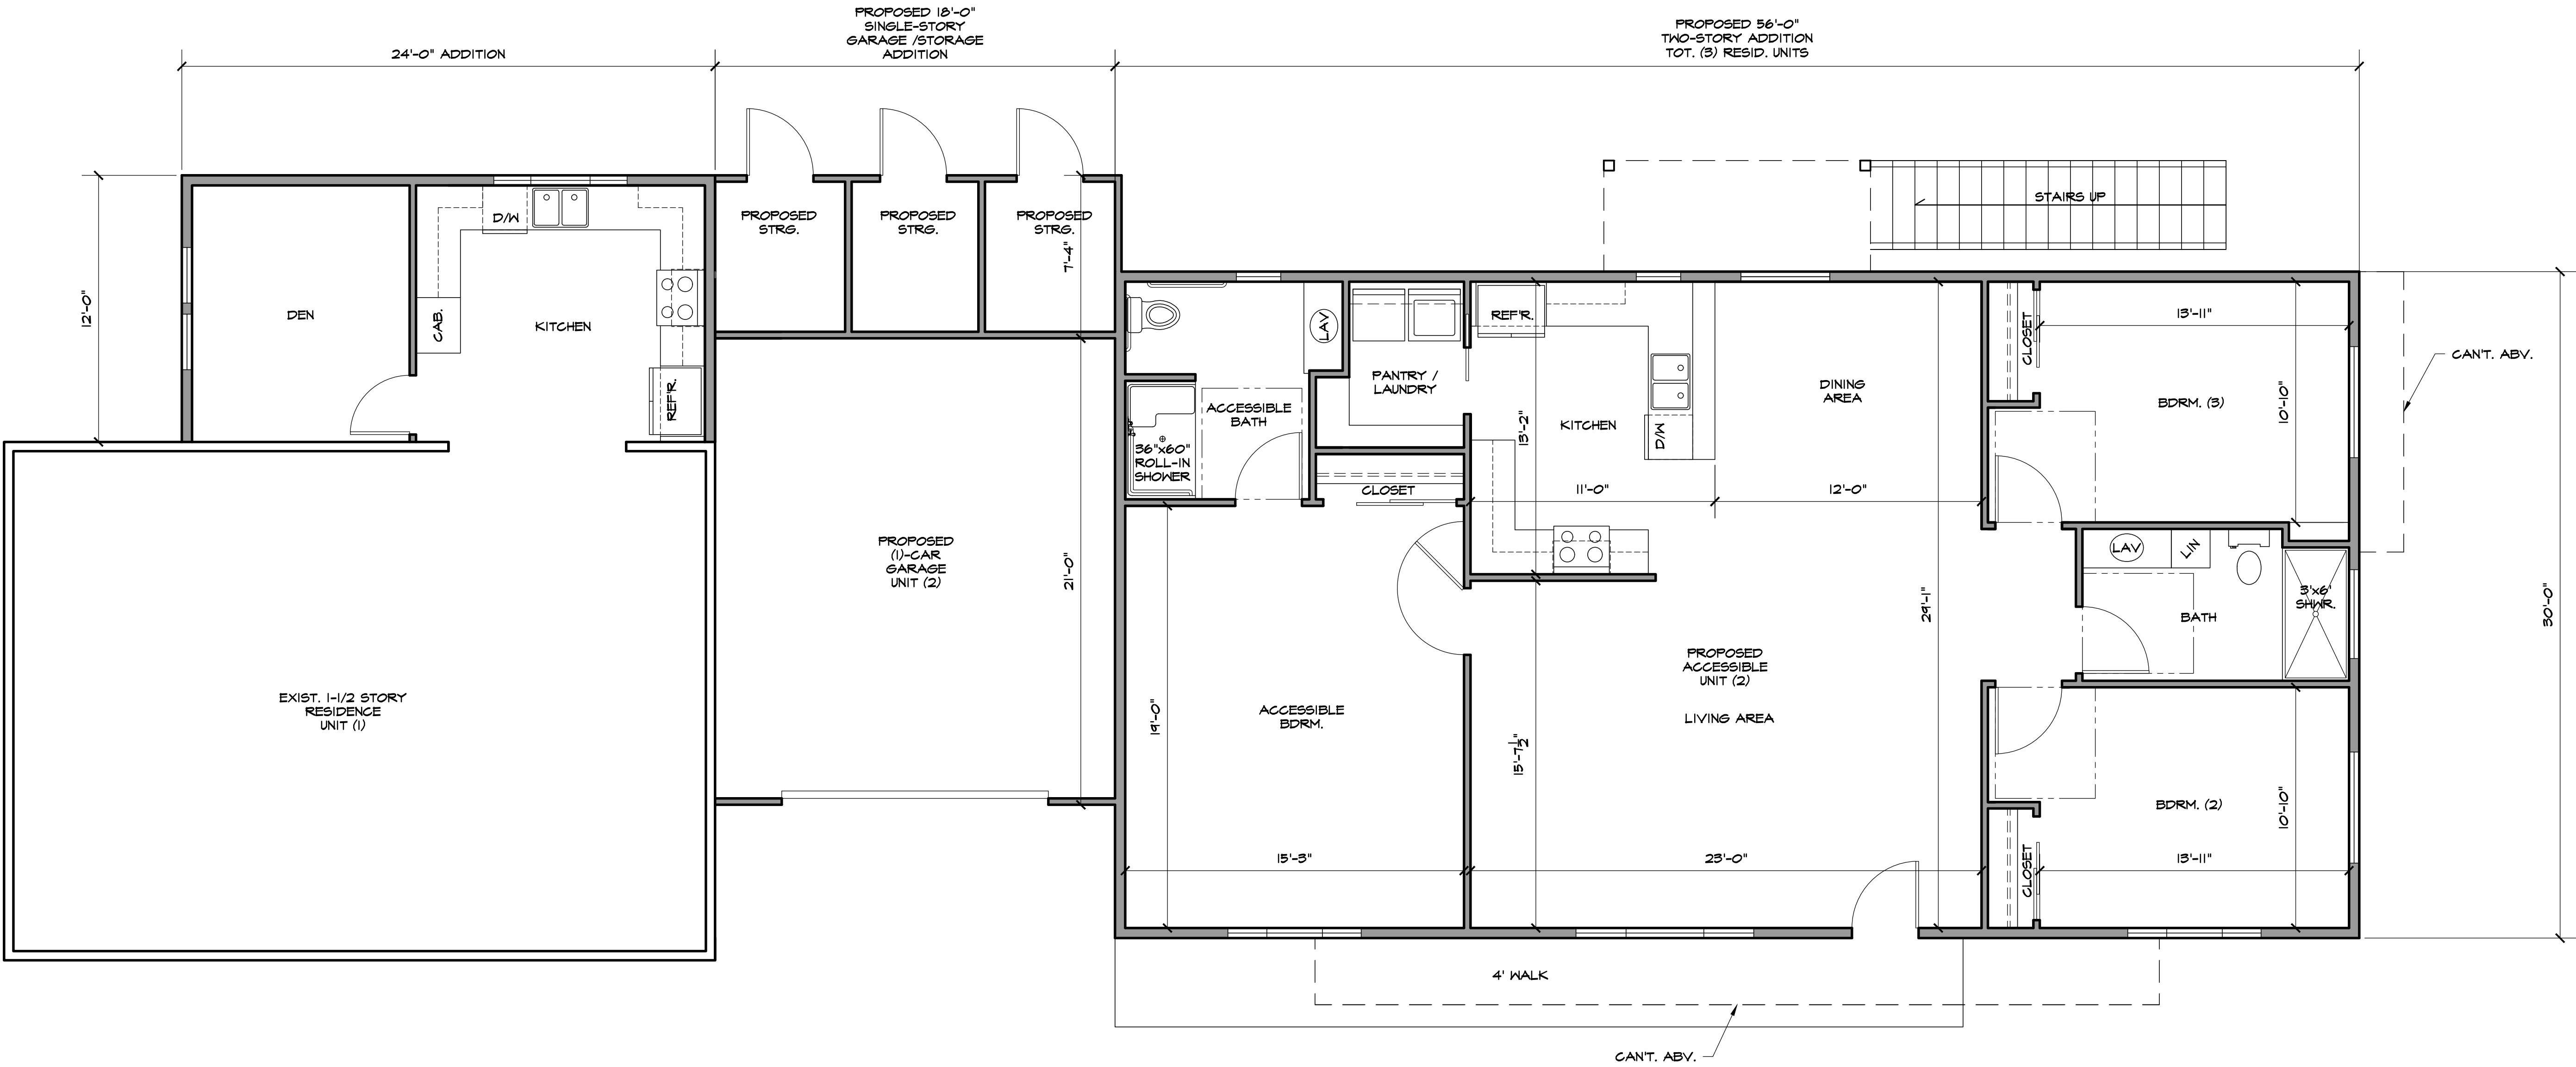 PROPOSED 18'-0"
SINGLE-STORY
GARAGE /STORAGE
ADDITION
PROPOSED 56'-0"
TWO-STORY ADDITION
TOT. (3) RESID. UNITS
24'-0" ADDITION
12'-0"
DEN
D/W
CAB.
KITCHEN
REF'R.
PROPOSED
STRG.
PROPOSED
STRG.
PROPOSED
STRG.
7'-4"
STAIRS UP
LAV
PANTRY /
LAUNDRY
ACCESSIBLE
BATH
36"x60"
ROLL-IN
SHOWER
CLOSET
REF'R.
KITCHEN
13'-2"
D/W
DINING
AREA
11'-0"
12'-0"
CLOSET
13'-11"
BDRM. (3)
10'-10"
CAN'T. ABV.
LAV
LIN
BATH
3'x6'
SHWR.
30'-0"
29'-1"
PROPOSED
(1)-CAR
GARAGE
UNIT (2)
21'-0"
EXIST. 1-1/2 STORY
RESIDENCE
UNIT (1)
19'-0"
ACCESSIBLE
BDRM.
15'-3"
PROPOSED
ACCESSIBLE
UNIT (2)
LIVING AREA
15'-7 1/2"
23'-0"
BDRM. (2)
10'-10"
13'-11"
CLOSET
4' WALK
CAN'T. ABV.